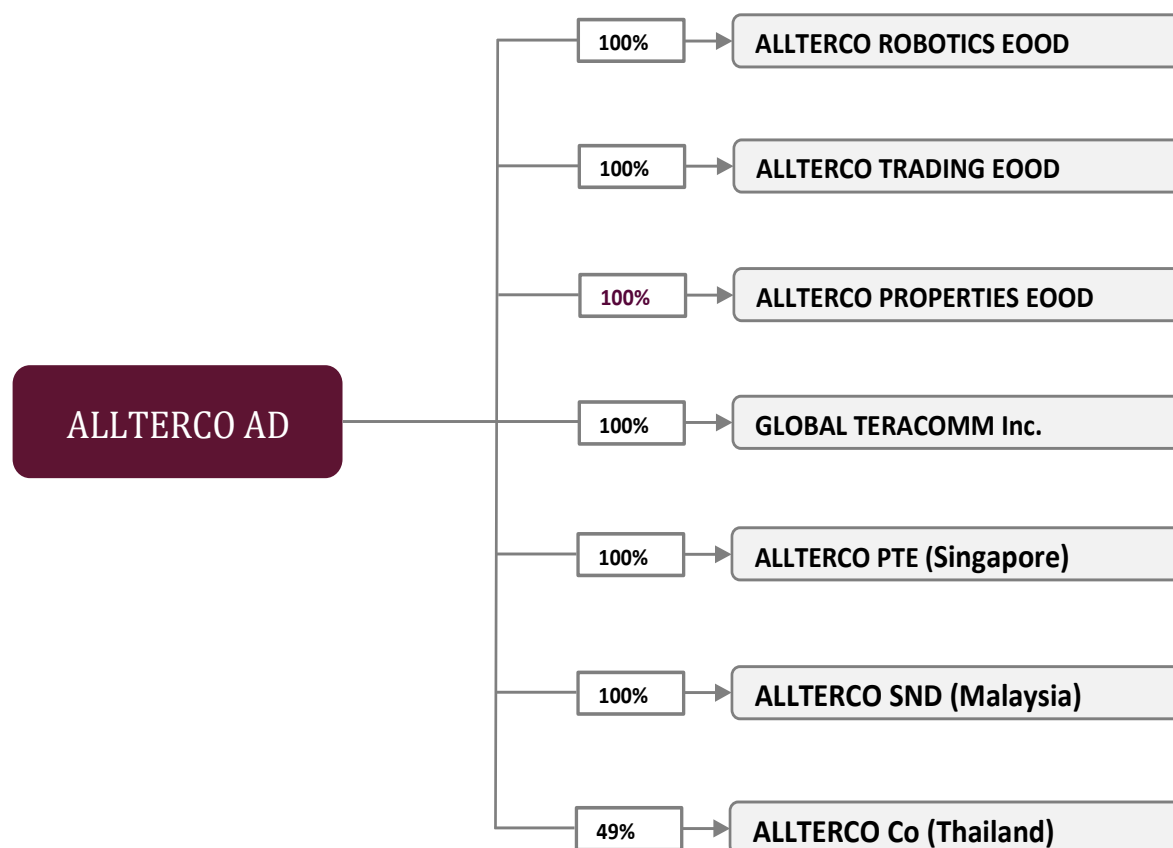 100%
ALLTERCO ROBOTICS EOOD
100%
ALLTERCO TRADING EOOD
100%
ALLTERCO PROPERTIES EOOD
ALLTERCO AD
100%
GLOBAL TERACOMM Inc.
100%
ALLTERCO PTE (Singapore)
100%
ALLTERCO SND (Malaysia)
49%
ALLTERCO Co (Thailand)